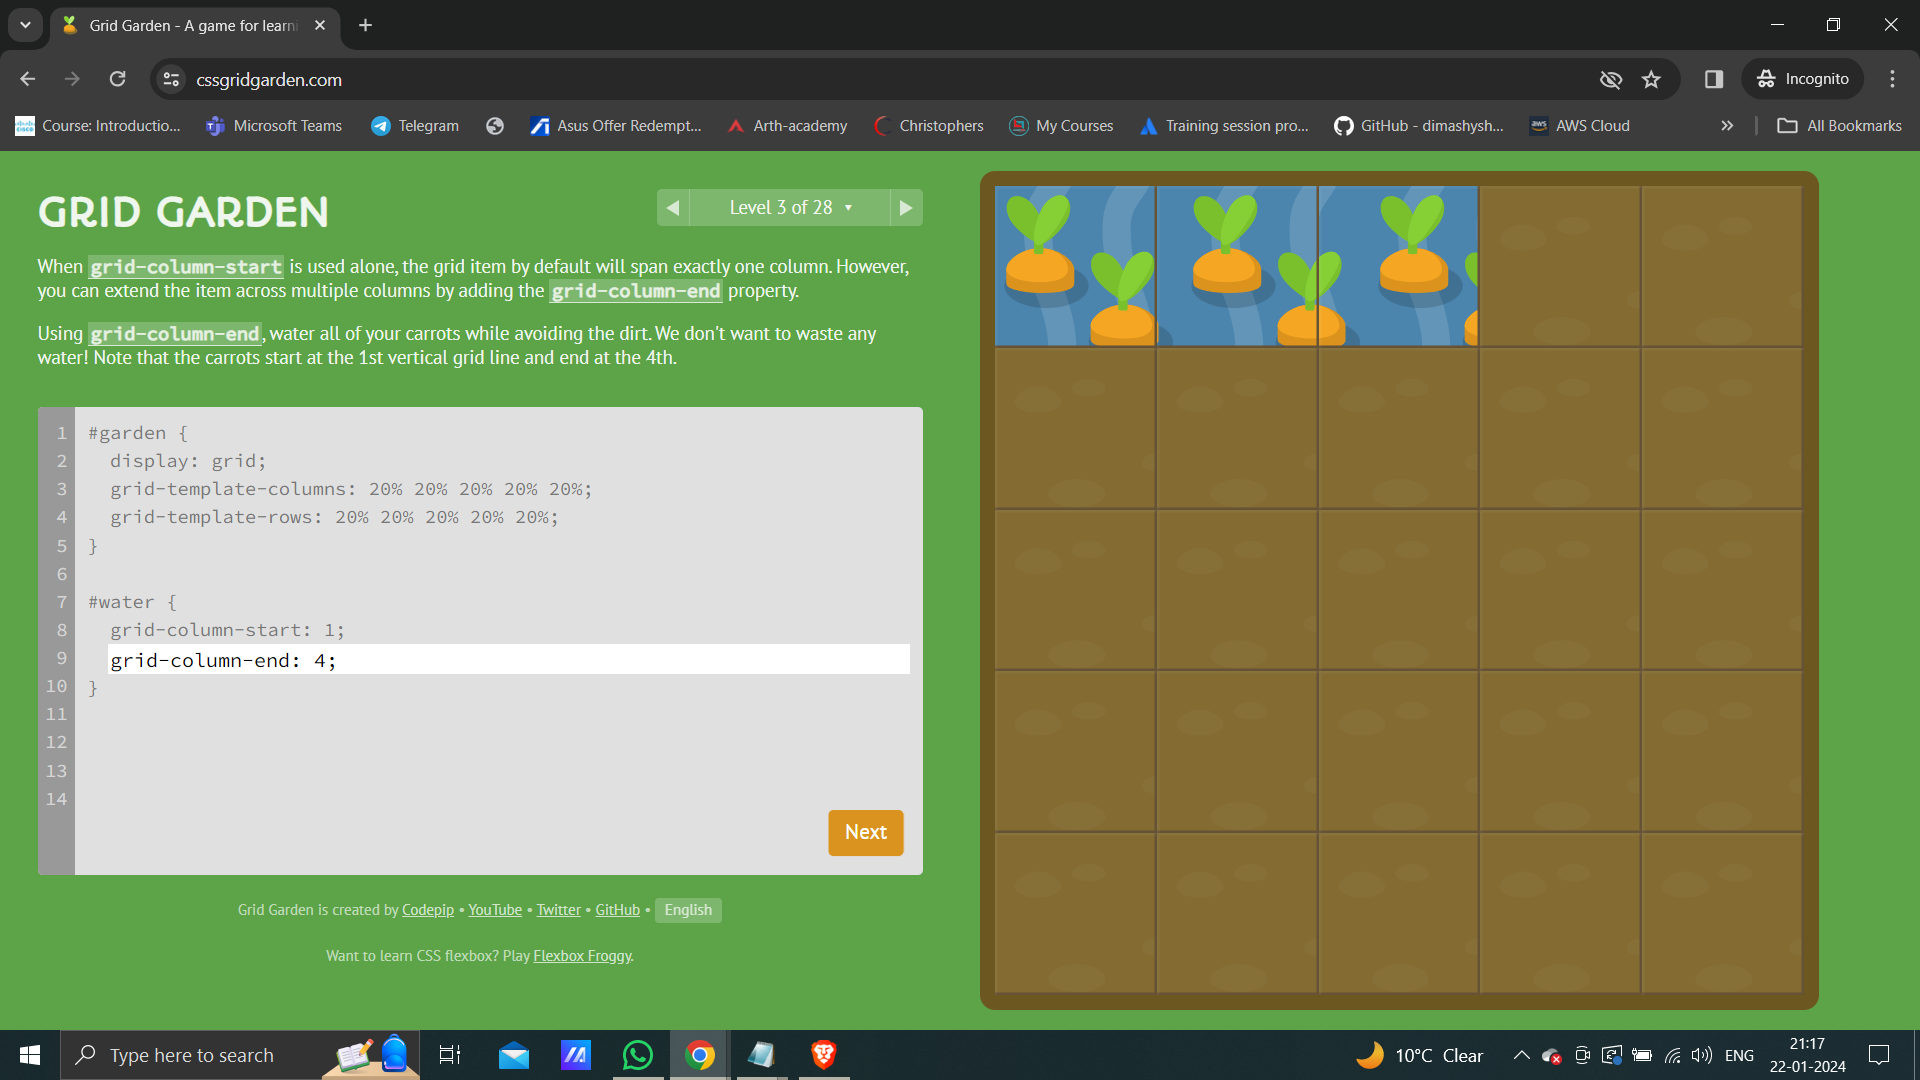 Grid Garden - A game for learni
cssgridgarden.com
Incognito
Course: Introductio...
Microsoft Teams
Telegram
Asus Offer Redempt...
Arth-academy
Christophers
My Courses
Training session pro...
GitHub - dimashysh...
AWS Cloud
All Bookmarks
GRID GARDEN
Level 3 of 28
When grid-column-start is used alone, the grid item by default will span exactly one column. However,
you can extend the item across multiple columns by adding the grid-column-end property.
Using grid-column-end, water all of your carrots while avoiding the dirt. We don't want to waste any
water! Note that the carrots start at the 1st vertical grid line and end at the 4th.
1 #garden {
2 display: grid;
3 grid-template-columns: 20% 20% 20% 20% 20%;
4 grid-template-rows: 20% 20% 20% 20% 20%;
5 }
6
7 #water {
8 grid-column-start: 1;
9 grid-column-end: 4;
10 }
11
12
13
14
Next
Grid Garden is created by Codepip • YouTube • Twitter • GitHub • English
Want to learn CSS flexbox? Play Flexbox Froggy.
Type here to search
10°C Clear
ENG
21:17
22-01-2024